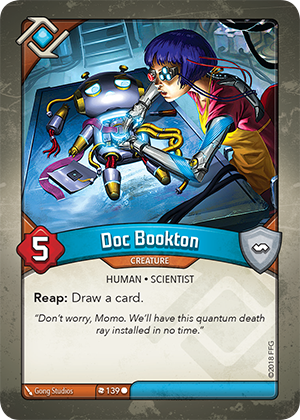 Doc Bookton
5
CREATURE
HUMAN • SCIENTIST
Reap: Draw a card.
"Don't worry, Momo. We'll have this quantum death
ray installed in no time."
Gong Studios
139
©2018 FFG